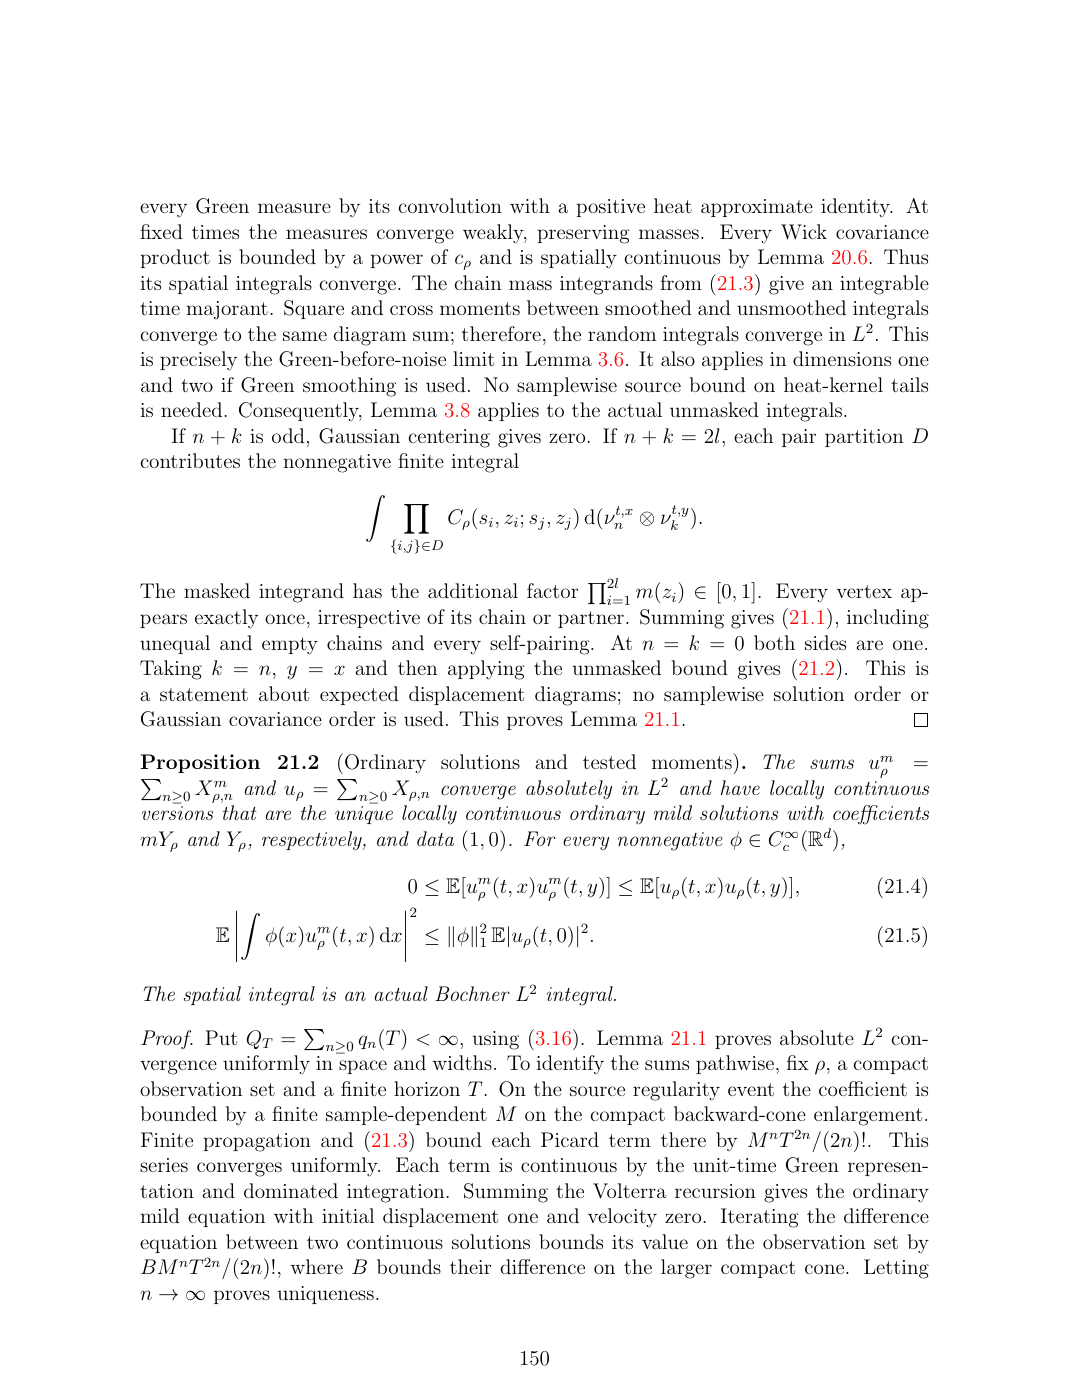 every Green measure by its convolution with a positive heat approximate identity. At
fixed times the measures converge weakly, preserving masses. Every Wick covariance
product is bounded by a power of $c_\rho$ and is spatially continuous by Lemma 20.6. Thus
its spatial integrals converge. The chain mass integrands from (21.3) give an integrable
time majorant. Square and cross moments between smoothed and unsmoothed integrals
converge to the same diagram sum; therefore, the random integrals converge in $L^2$. This
is precisely the Green-before-noise limit in Lemma 3.6. It also applies in dimensions one
and two if Green smoothing is used. No samplewise source bound on heat-kernel tails
is needed. Consequently, Lemma 3.8 applies to the actual unmasked integrals.
If $n + k$ is odd, Gaussian centering gives zero. If $n + k = 2l$, each pair partition $D$
contributes the nonnegative finite integral
$$\int \prod_{\{i,j\}\in D} C_\rho(s_i, z_i; s_j, z_j)\, \mathrm{d}(\nu_n^{t,x} \otimes \nu_k^{t,y}).$$
The masked integrand has the additional factor $\prod_{i=1}^{2l} m(z_i) \in [0, 1]$. Every vertex ap-
pears exactly once, irrespective of its chain or partner. Summing gives (21.1), including
unequal and empty chains and every self-pairing. At $n = k = 0$ both sides are one.
Taking $k = n$, $y = x$ and then applying the unmasked bound gives (21.2). This is
a statement about expected displacement diagrams; no samplewise solution order or
Gaussian covariance order is used. This proves Lemma 21.1. □
Proposition 21.2 (Ordinary solutions and tested moments). The sums $u_\rho^m =$
$\sum_{n\geq 0} X_{\rho,n}^m$ and $u_\rho = \sum_{n\geq 0} X_{\rho,n}$ converge absolutely in $L^2$ and have locally continuous
versions that are the unique locally continuous ordinary mild solutions with coefficients
$mY_\rho$ and $Y_\rho$, respectively, and data $(1, 0)$. For every nonnegative $\phi \in C_c^\infty(\mathbb{R}^d)$,
$$0 \leq \mathbb{E}[u_\rho^m(t, x)u_\rho^m(t, y)] \leq \mathbb{E}[u_\rho(t, x)u_\rho(t, y)], \quad (21.4)$$
$$\mathbb{E}\left|\int \phi(x)u_\rho^m(t, x)\,\mathrm{d}x\right|^2 \leq \|\phi\|_1^2\, \mathbb{E}|u_\rho(t, 0)|^2. \quad (21.5)$$
The spatial integral is an actual Bochner $L^2$ integral.
Proof. Put $Q_T = \sum_{n\geq 0} q_n(T) < \infty$, using (3.16). Lemma 21.1 proves absolute $L^2$ con-
vergence uniformly in space and widths. To identify the sums pathwise, fix $\rho$, a compact
observation set and a finite horizon $T$. On the source regularity event the coefficient is
bounded by a finite sample-dependent $M$ on the compact backward-cone enlargement.
Finite propagation and (21.3) bound each Picard term there by $M^n T^{2n}/(2n)!$. This
series converges uniformly. Each term is continuous by the unit-time Green represen-
tation and dominated integration. Summing the Volterra recursion gives the ordinary
mild equation with initial displacement one and velocity zero. Iterating the difference
equation between two continuous solutions bounds its value on the observation set by
$BM^n T^{2n}/(2n)!$, where $B$ bounds their difference on the larger compact cone. Letting
$n \to \infty$ proves uniqueness.
150